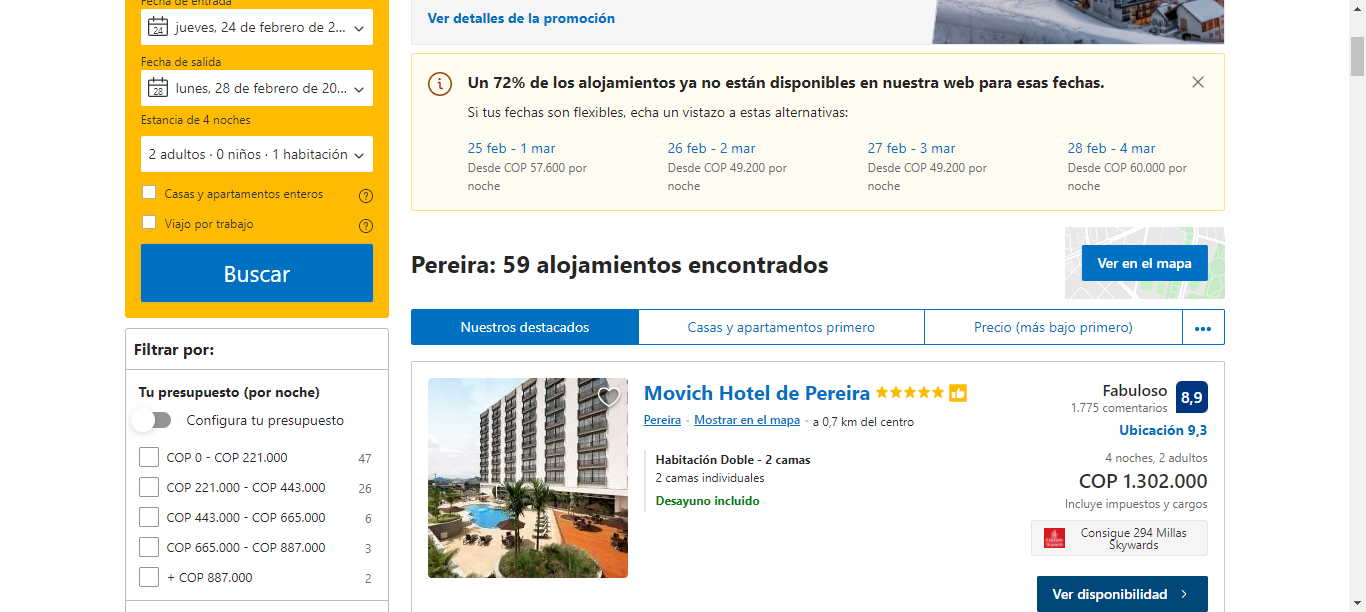 Fecha de entrada
24
jueves, 24 de febrero de 2...
Fecha de salida
28
lunes, 28 de febrero de 20...
Estancia de 4 noches
2 adultos · 0 niños · 1 habitación
Casas y apartamentos enteros
Viajo por trabajo
Buscar
Filtrar por:
Tu presupuesto (por noche)
Configura tu presupuesto
COP 0 - COP 221.000 47
COP 221.000 - COP 443.000 26
COP 443.000 - COP 665.000 6
COP 665.000 - COP 887.000 3
+ COP 887.000 2
Ver detalles de la promoción
Un 72% de los alojamientos ya no están disponibles en nuestra web para esas fechas.
Si tus fechas son flexibles, echa un vistazo a estas alternativas:
25 feb - 1 mar
Desde COP 57.600 por
noche
26 feb - 2 mar
Desde COP 49.200 por
noche
27 feb - 3 mar
Desde COP 49.200 por
noche
28 feb - 4 mar
Desde COP 60.000 por
noche
Pereira: 59 alojamientos encontrados
Ver en el mapa
Nuestros destacados
Casas y apartamentos primero
Precio (más bajo primero)
Movich Hotel de Pereira
Pereira · Mostrar en el mapa · a 0,7 km del centro
Habitación Doble - 2 camas
2 camas individuales
Desayuno incluido
Fabuloso
1.775 comentarios
8,9
Ubicación 9,3
4 noches, 2 adultos
COP 1.302.000
Incluye impuestos y cargos
Consigue 294 Millas
Skywards
Ver disponibilidad